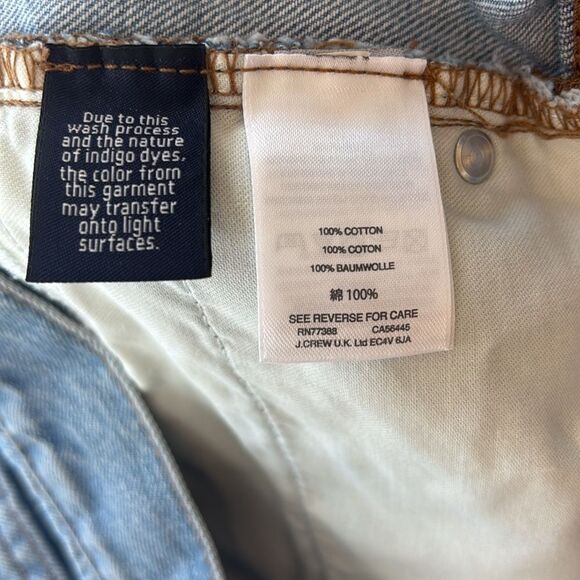 Due to this
wash process
and the nature
of indigo dyes,
the color from
this garment
may transfer
onto light
surfaces.
100% COTTON
100% COTON
100% BAUMWOLLE
綿 100%
SEE REVERSE FOR CARE
RN77388 CA56445
J.CREW U.K. Ltd EC4V 6JA